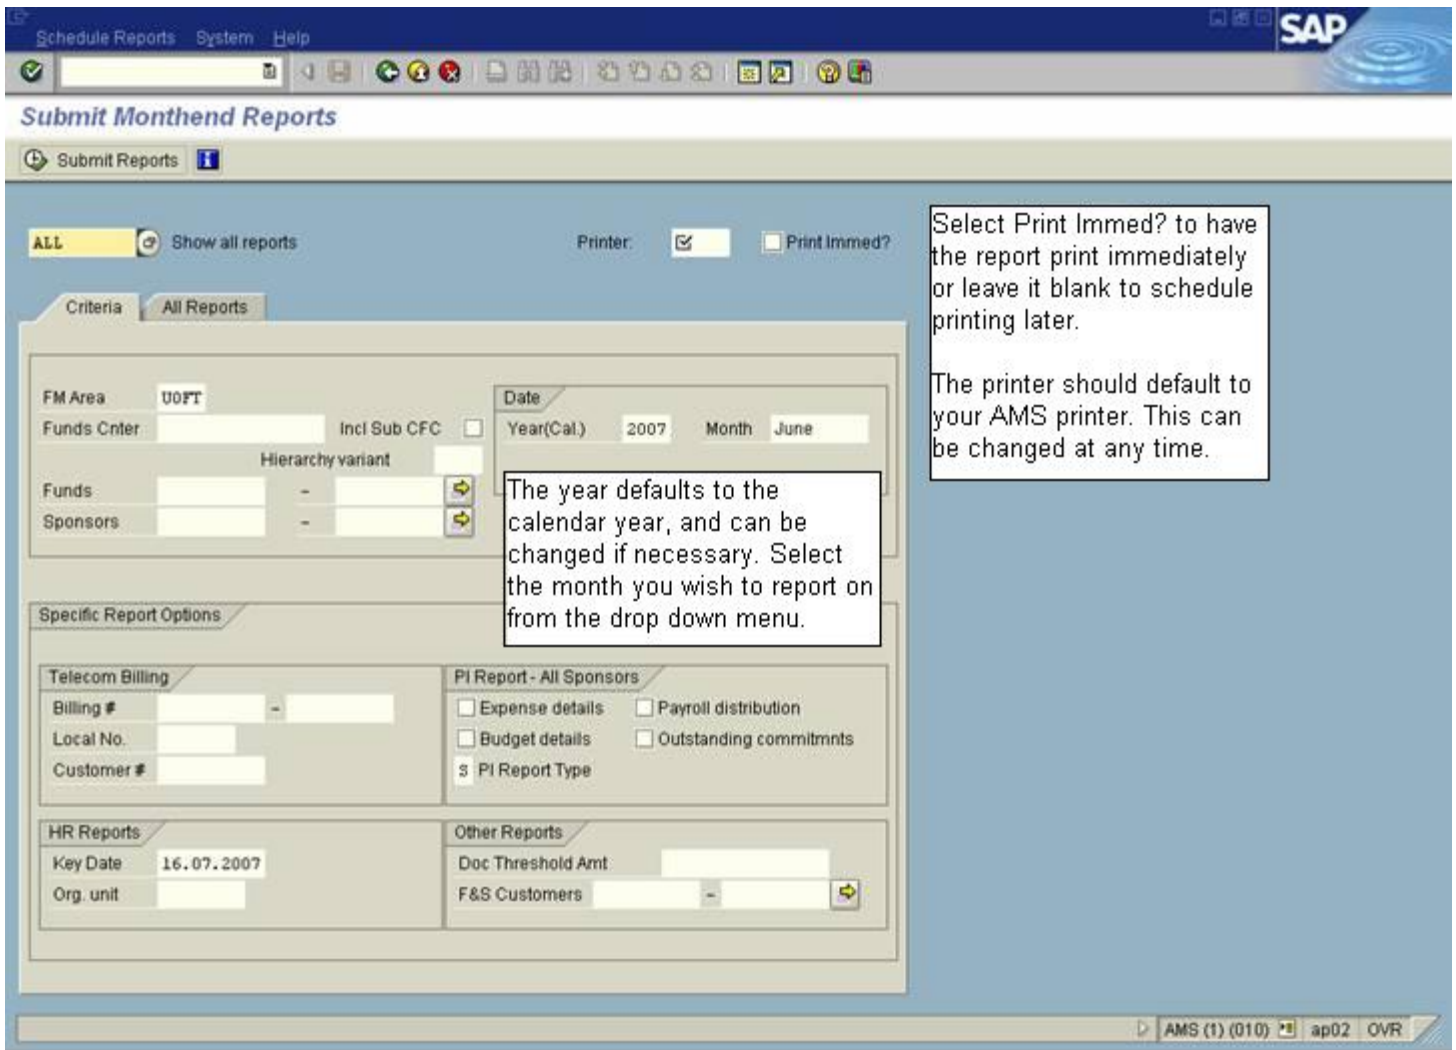 Schedule Reports System Help
SAP
Submit Monthend Reports
Submit Reports
ALL Show all reports Printer: Print Immed?
Select Print Immed? to have
the report print immediately
or leave it blank to schedule
printing later.
The printer should default to
your AMS printer. This can
be changed at any time.
Criteria All Reports
FM Area UOFT
Funds Cnter Incl Sub CFC
Hierarchy variant
Funds -
Sponsors -
Date
Year(Cal.) 2007 Month June
The year defaults to the
calendar year, and can be
changed if necessary. Select
the month you wish to report on
from the drop down menu.
Specific Report Options
Telecom Billing
Billing # -
Local No.
Customer #
PI Report - All Sponsors
Expense details Payroll distribution
Budget details Outstanding commitmnts
S PI Report Type
HR Reports
Key Date 16.07.2007
Org. unit
Other Reports
Doc Threshold Amt
F&S Customers -
AMS (1) (010) ap02 OVR